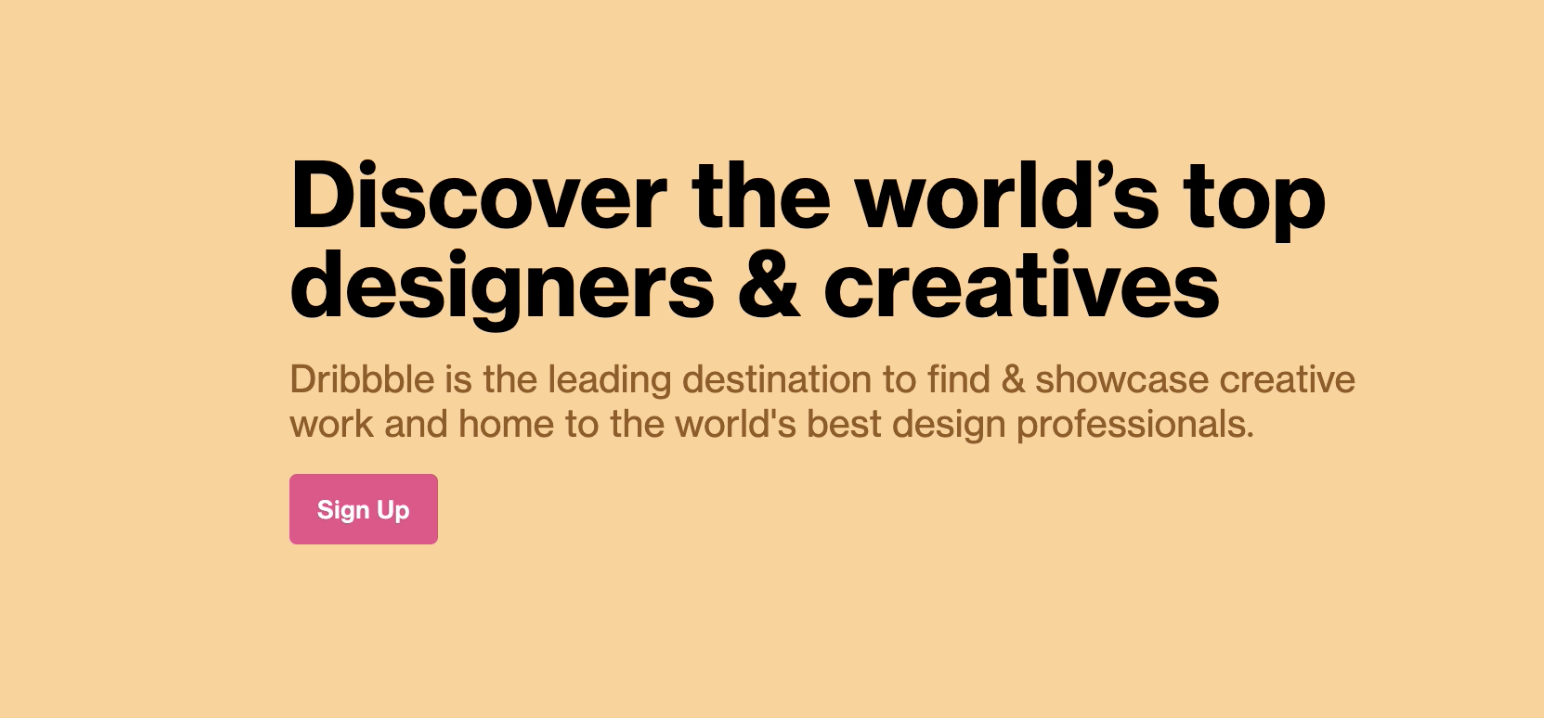 Discover the world’s top
designers & creatives
Dribbble is the leading destination to find & showcase creative
work and home to the world's best design professionals.
Sign Up